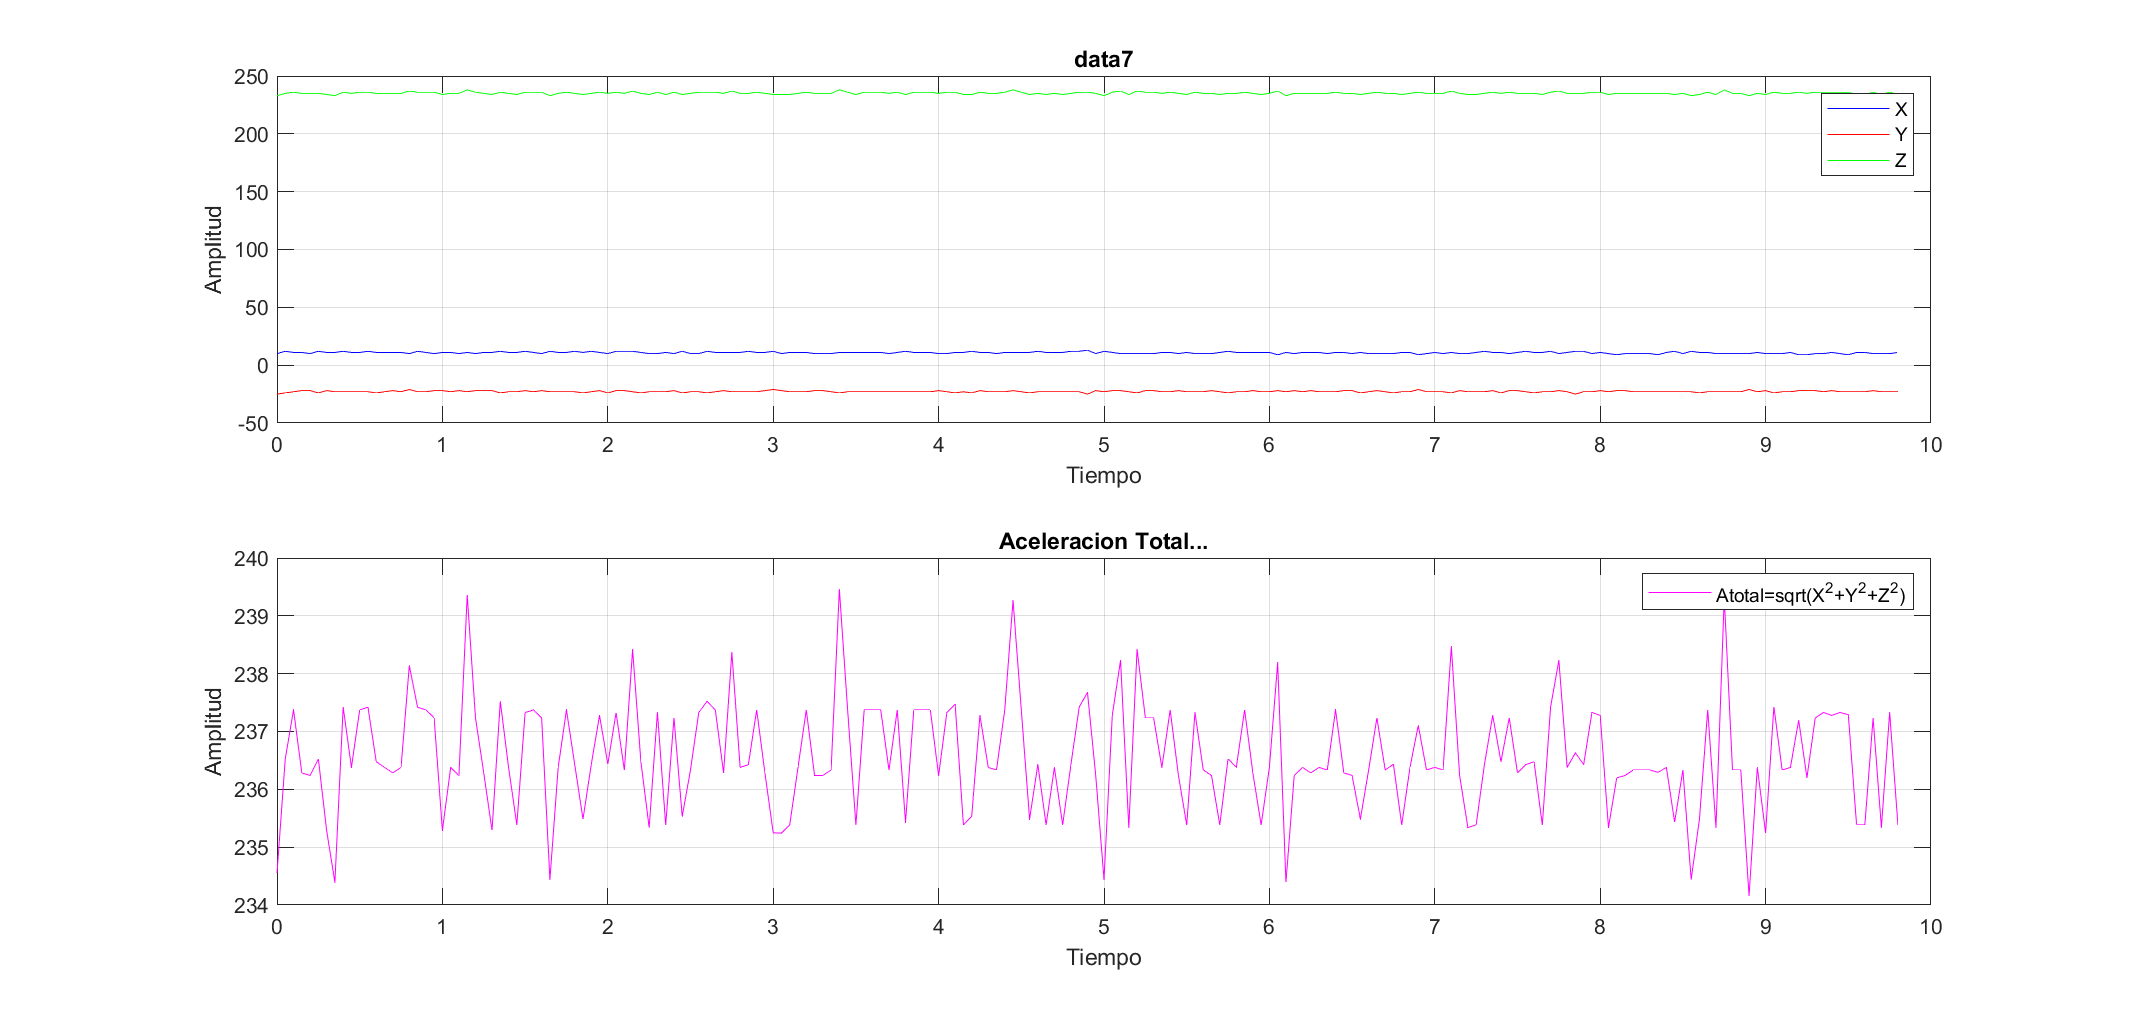 data7
250
200
150
100
50
0
-50
Amplitud
X
Y
Z
0 1 2 3 4 5 6 7 8 9 10
Tiempo
Aceleracion Total...
240
239
238
237
236
235
234
Amplitud
Atotal=sqrt(X²+Y²+Z²)
0 1 2 3 4 5 6 7 8 9 10
Tiempo